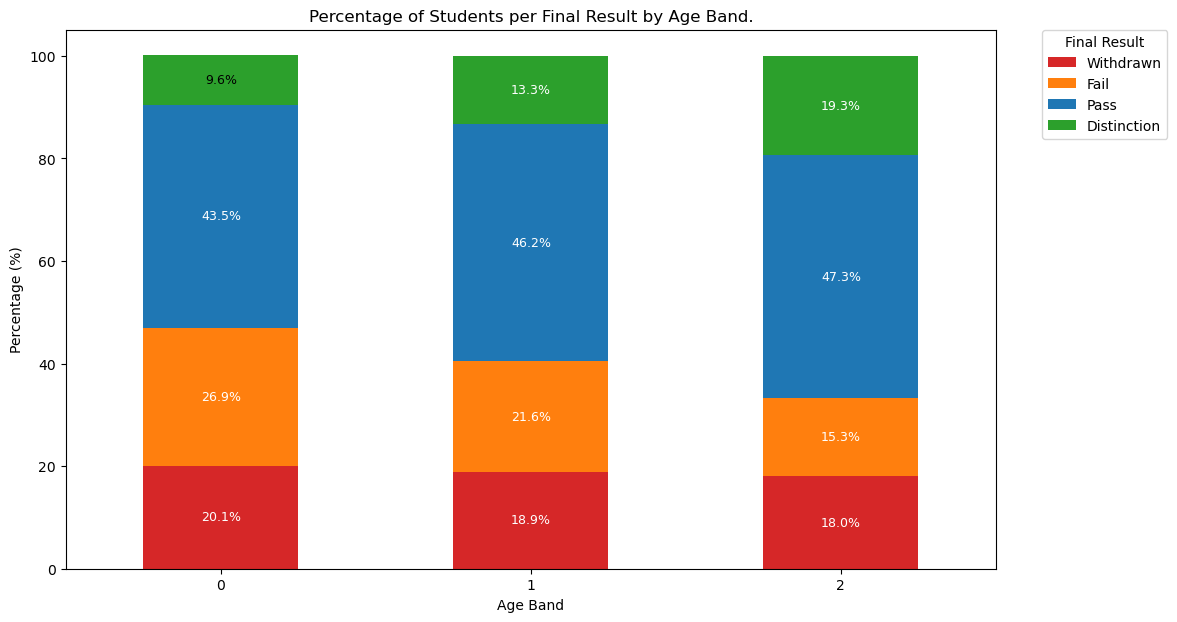 Percentage of Students per Final Result by Age Band.
Final Result
Withdrawn
Fail
Pass
Distinction
Percentage (%)
100
80
60
40
20
0
9.6%
43.5%
26.9%
20.1%
13.3%
46.2%
21.6%
18.9%
19.3%
47.3%
15.3%
18.0%
0
1
2
Age Band